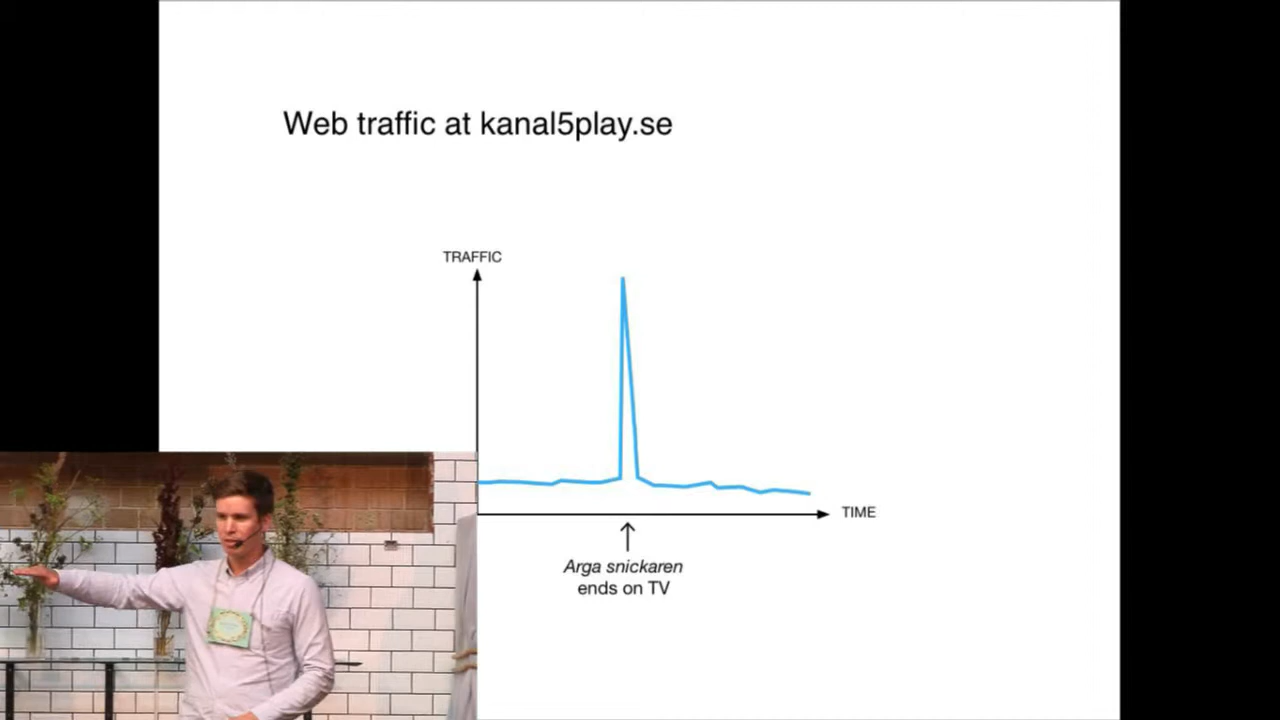 Web traffic at kanal5play.se
TRAFFIC
TIME
Arga snickaren
ends on TV